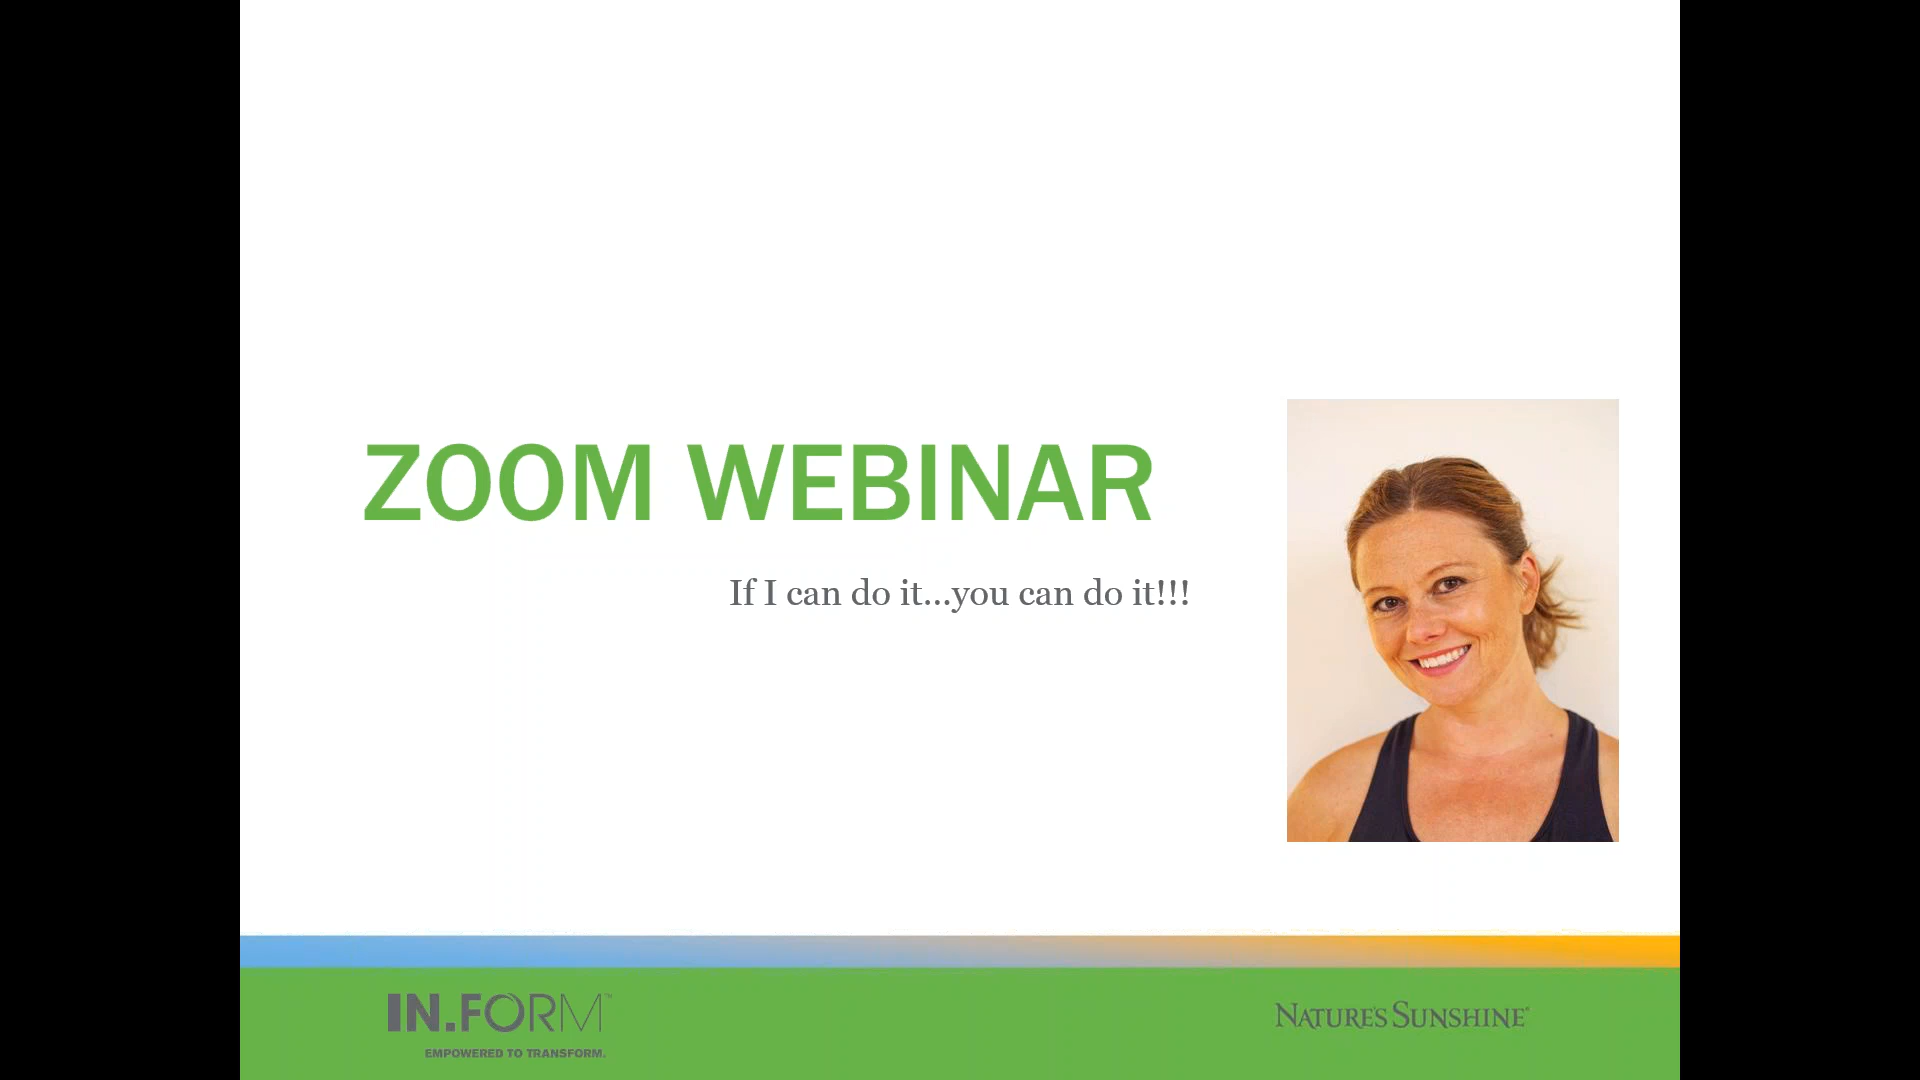 ZOOM WEBINAR
If I can do it...you can do it!!!
IN.FORM™
EMPOWERED TO TRANSFORM.
NATURE'S SUNSHINE®